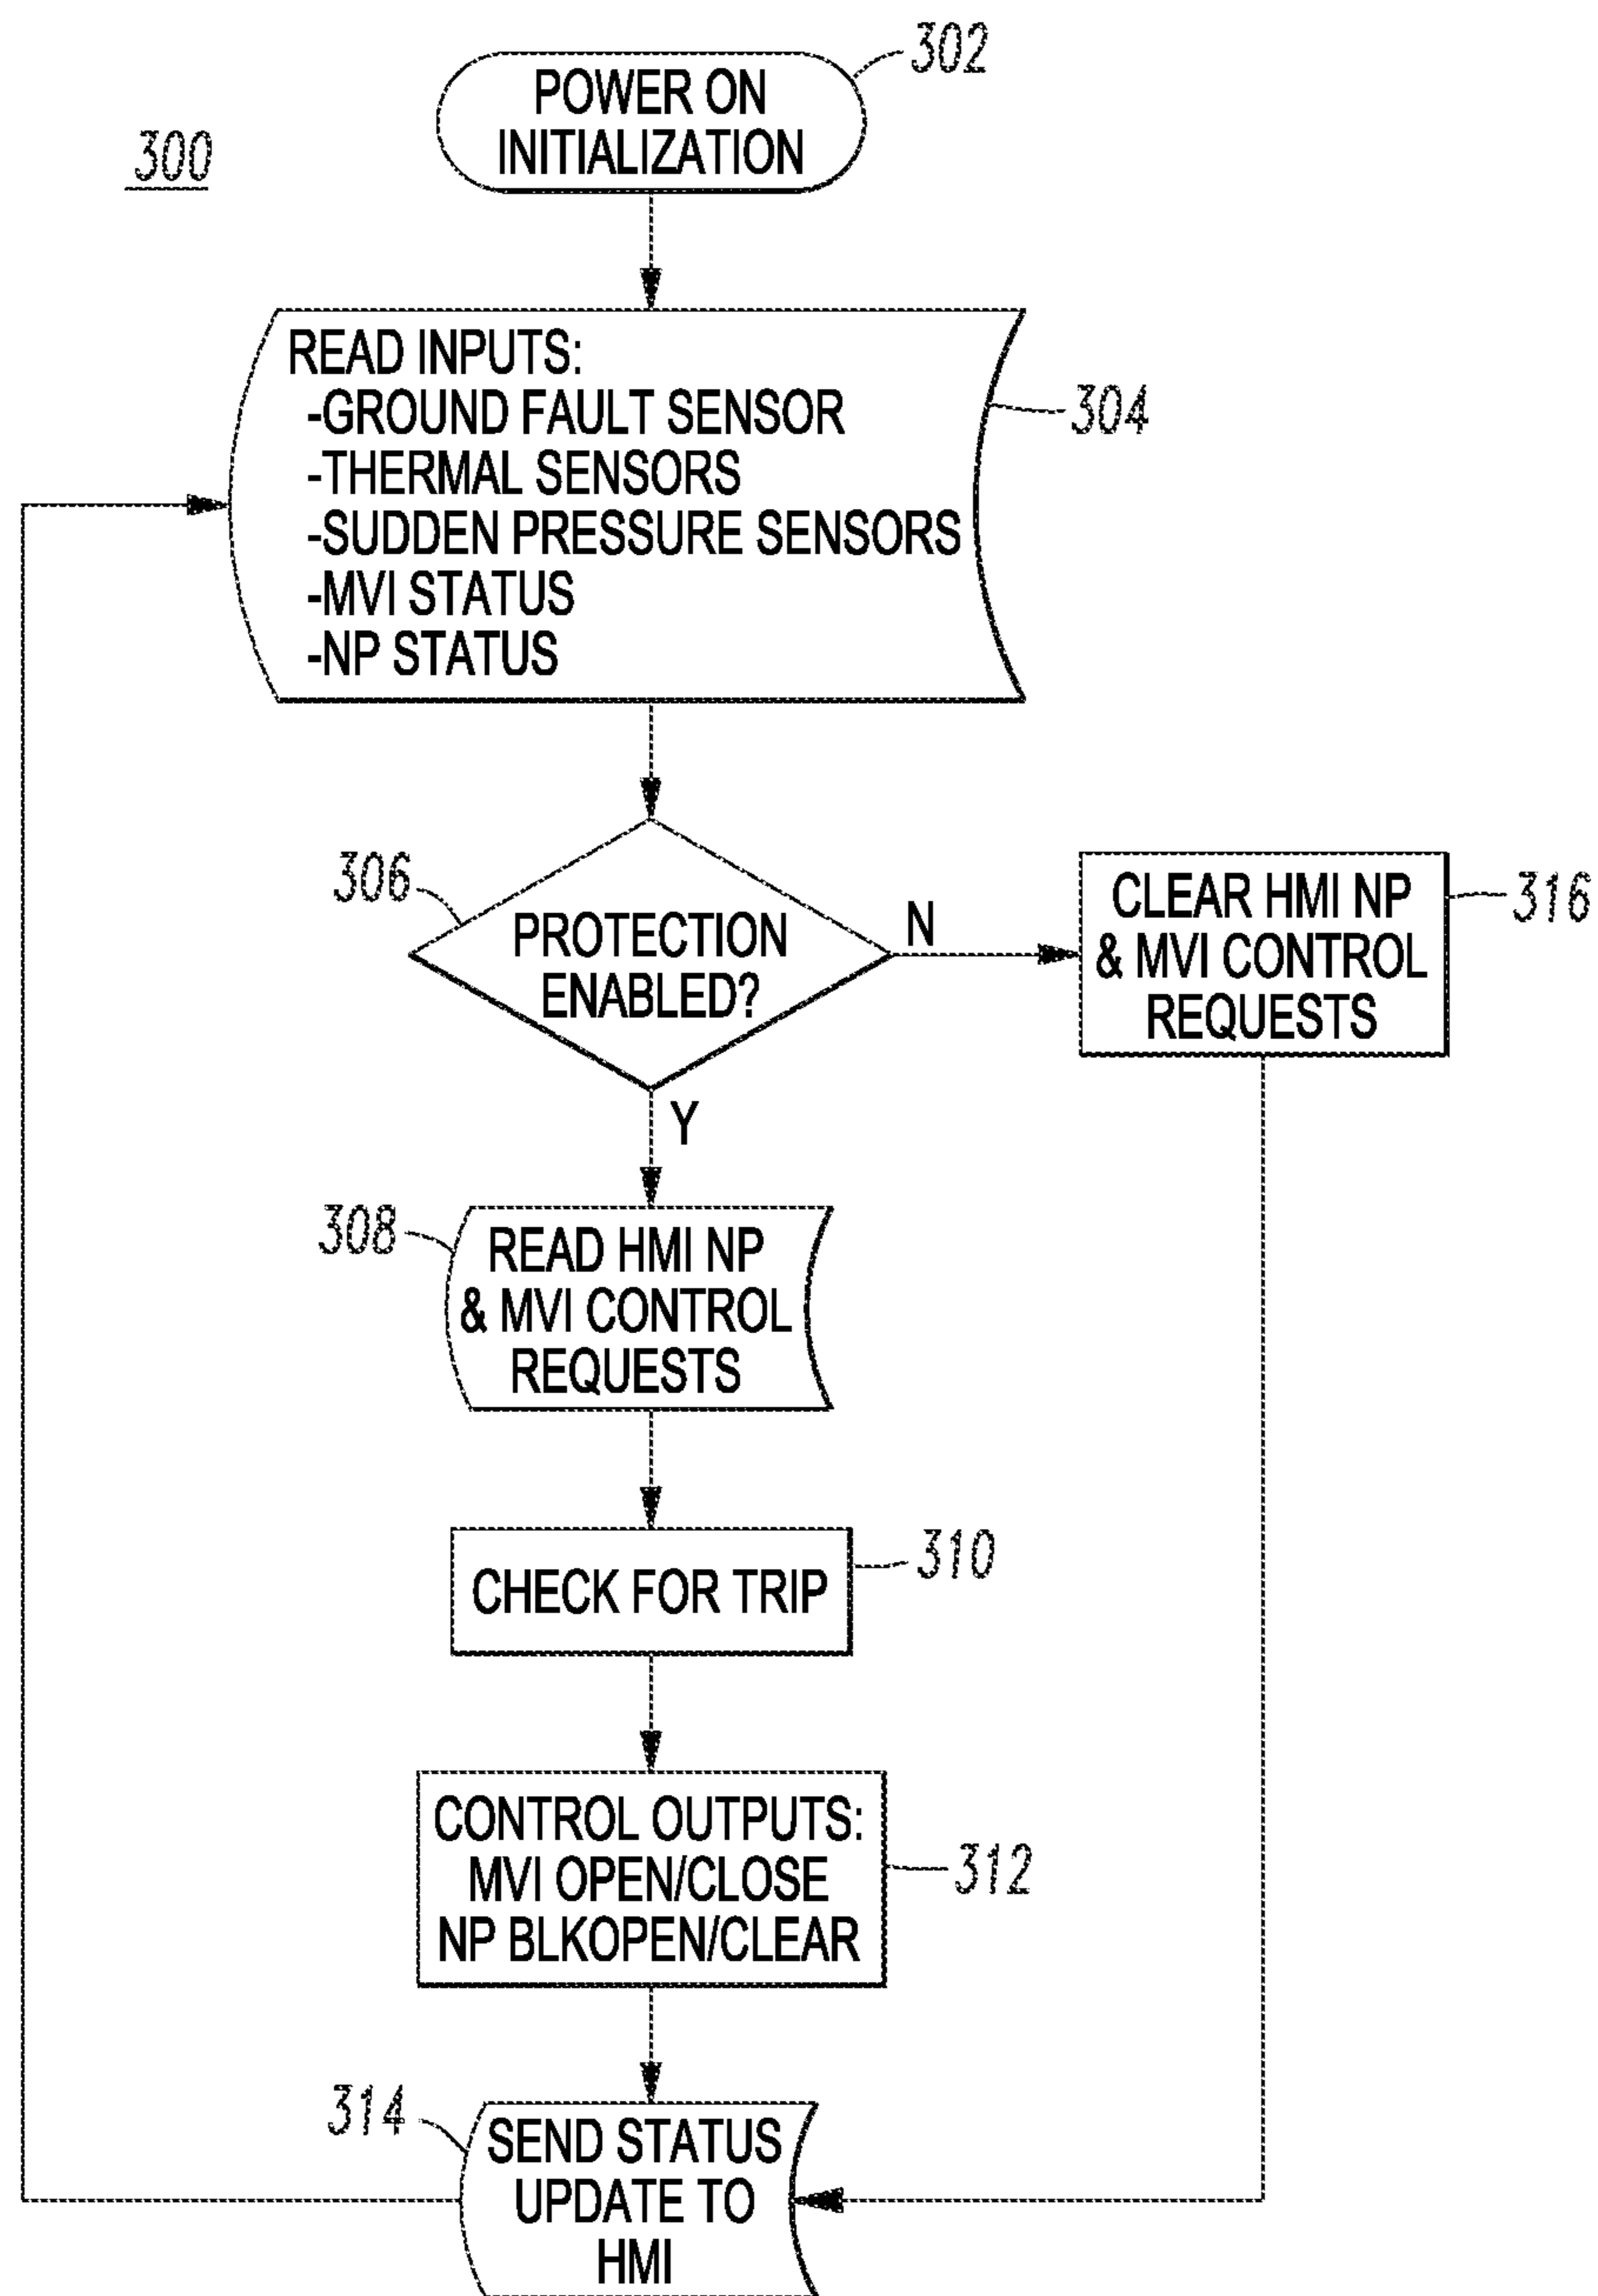 302
POWER ON
INITIALIZATION
300
READ INPUTS:
-GROUND FAULT SENSOR
-THERMAL SENSORS
-SUDDEN PRESSURE SENSORS
-MVI STATUS
-NP STATUS
304
306
PROTECTION
ENABLED?
N
CLEAR HMI NP
& MVI CONTROL
REQUESTS
316
Y
308
READ HMI NP
& MVI CONTROL
REQUESTS
CHECK FOR TRIP
310
CONTROL OUTPUTS:
MVI OPEN/CLOSE
NP BLKOPEN/CLEAR
312
314
SEND STATUS
UPDATE TO
HMI